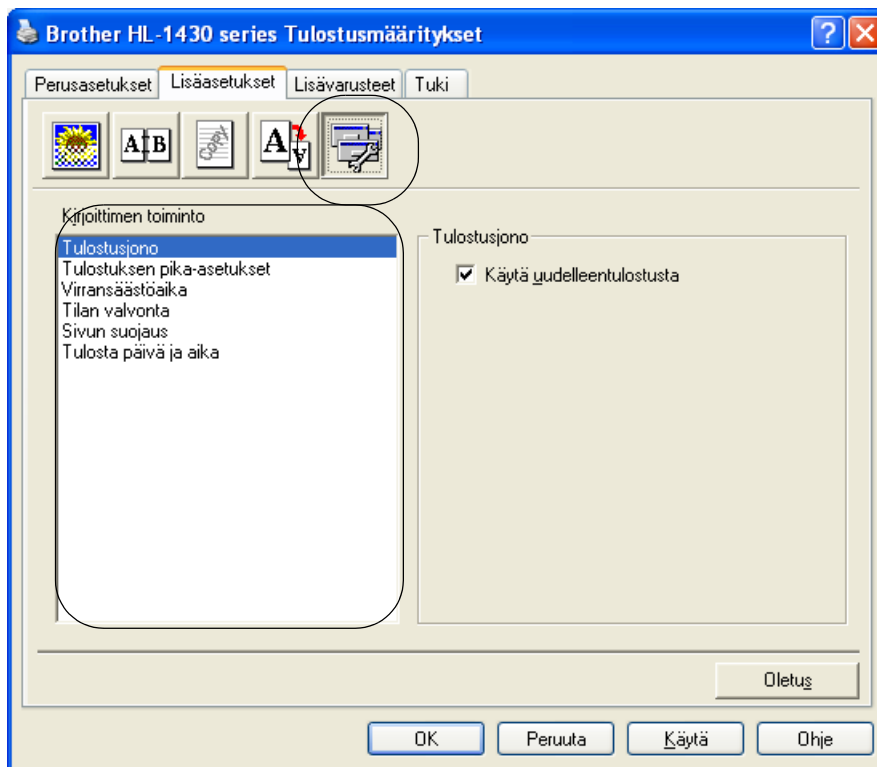 Brother HL-1430 series Tulostusmääritykset
Perusasetukset Lisäasetukset Lisävarusteet Tuki
A B COPY A A
Kirjoittimen toiminto
Tulostusjono
Tulostuksen pika-asetukset
Virransäästöaika
Tilan valvonta
Sivun suojaus
Tulosta päivä ja aika
Tulostusjono
Käytä uudelleentulostusta
Oletus
OK Peruuta Käytä Ohje